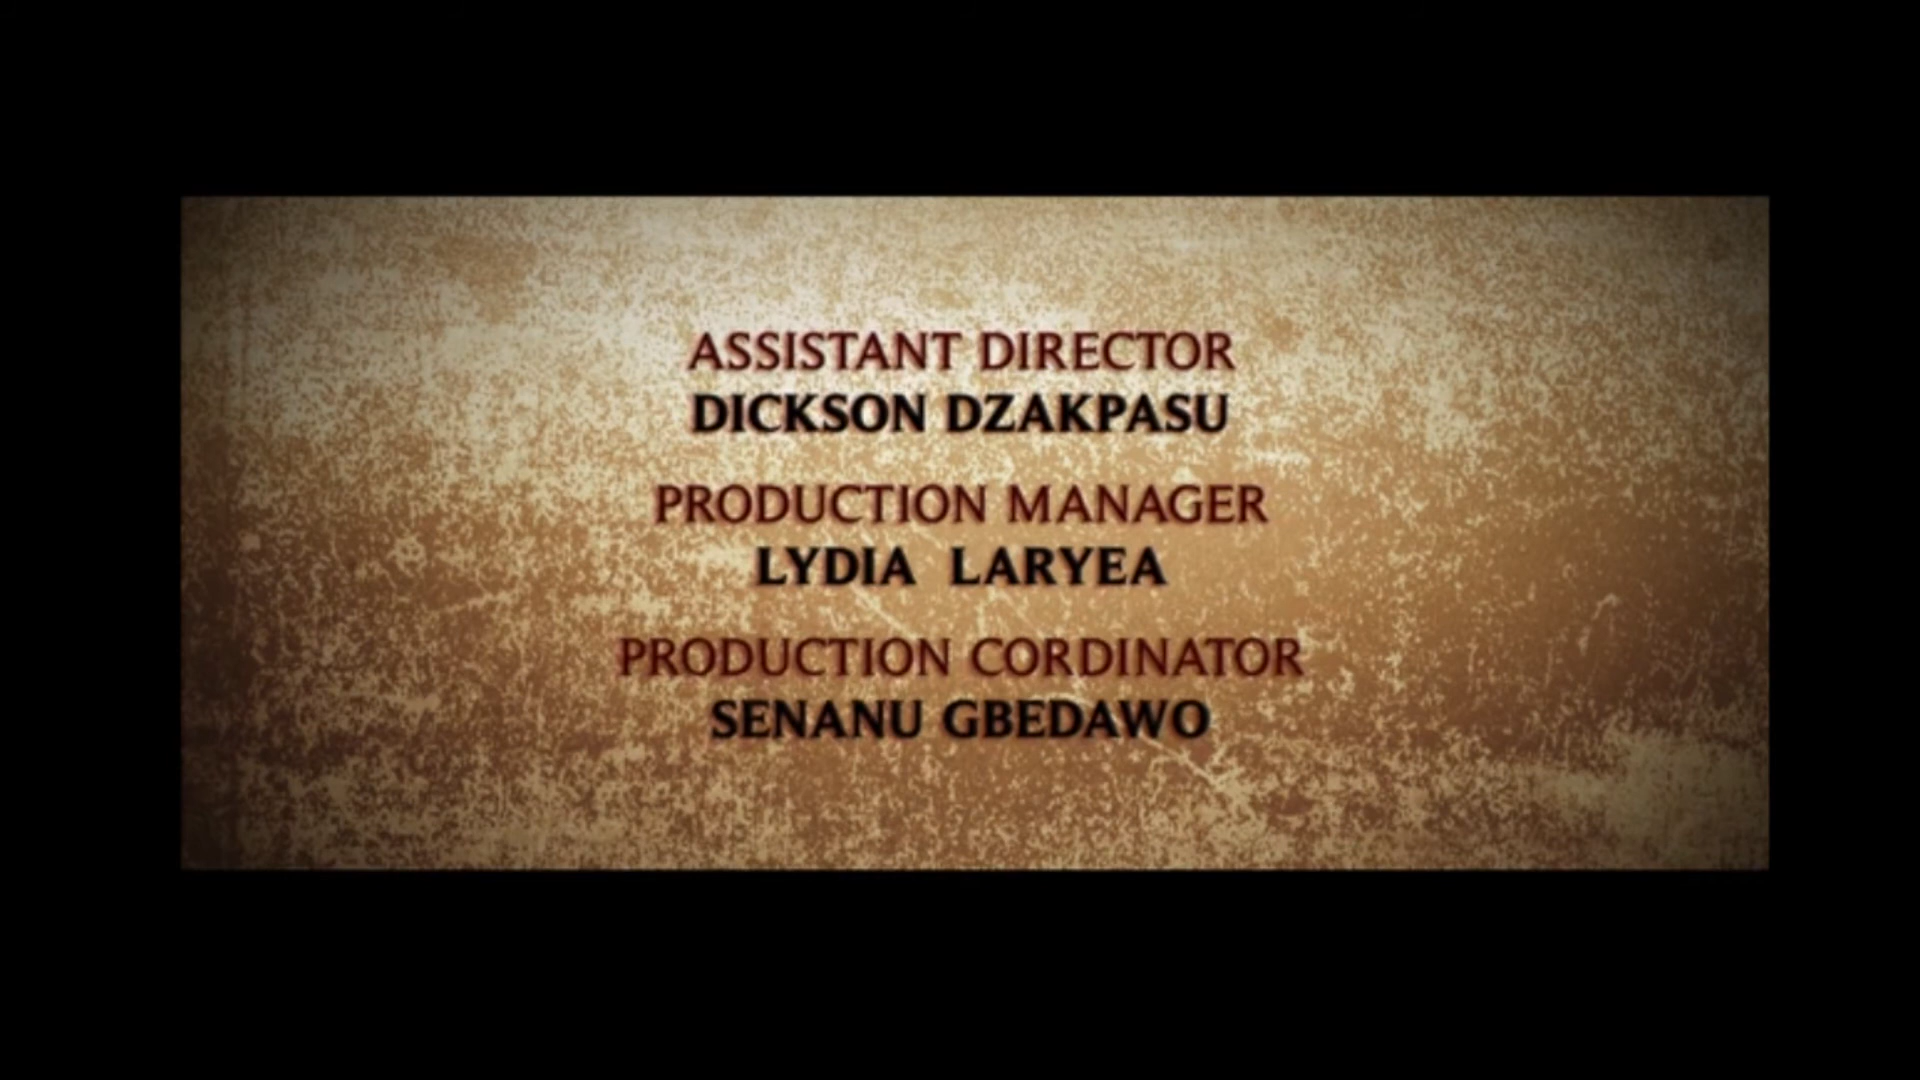 ASSISTANT DIRECTOR
DICKSON DZAKPASU
PRODUCTION MANAGER
LYDIA LARYEA
PRODUCTION CORDINATOR
SENANU GBEDAWO